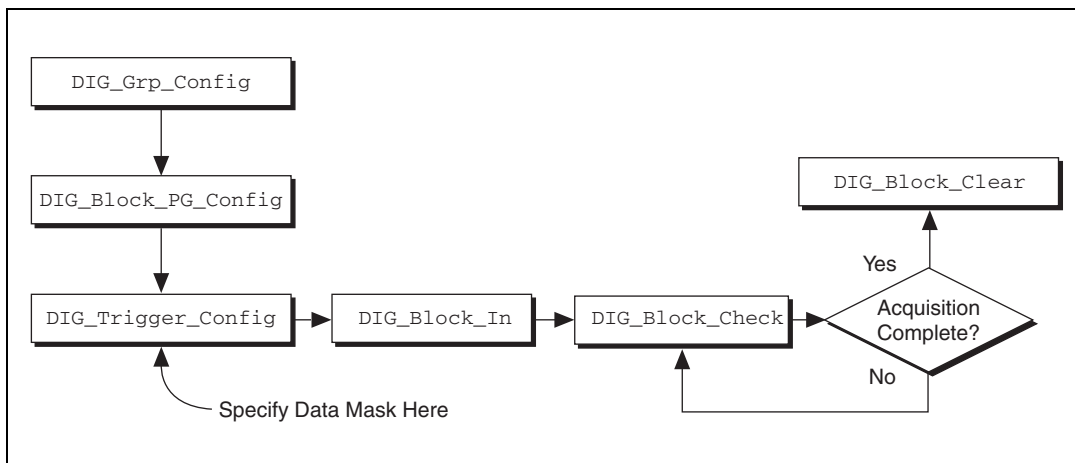 DIG_Grp_Config
DIG_Block_PG_Config
DIG_Trigger_Config
Specify Data Mask Here
DIG_Block_In
DIG_Block_Check
Acquisition
Complete?
Yes
No
DIG_Block_Clear